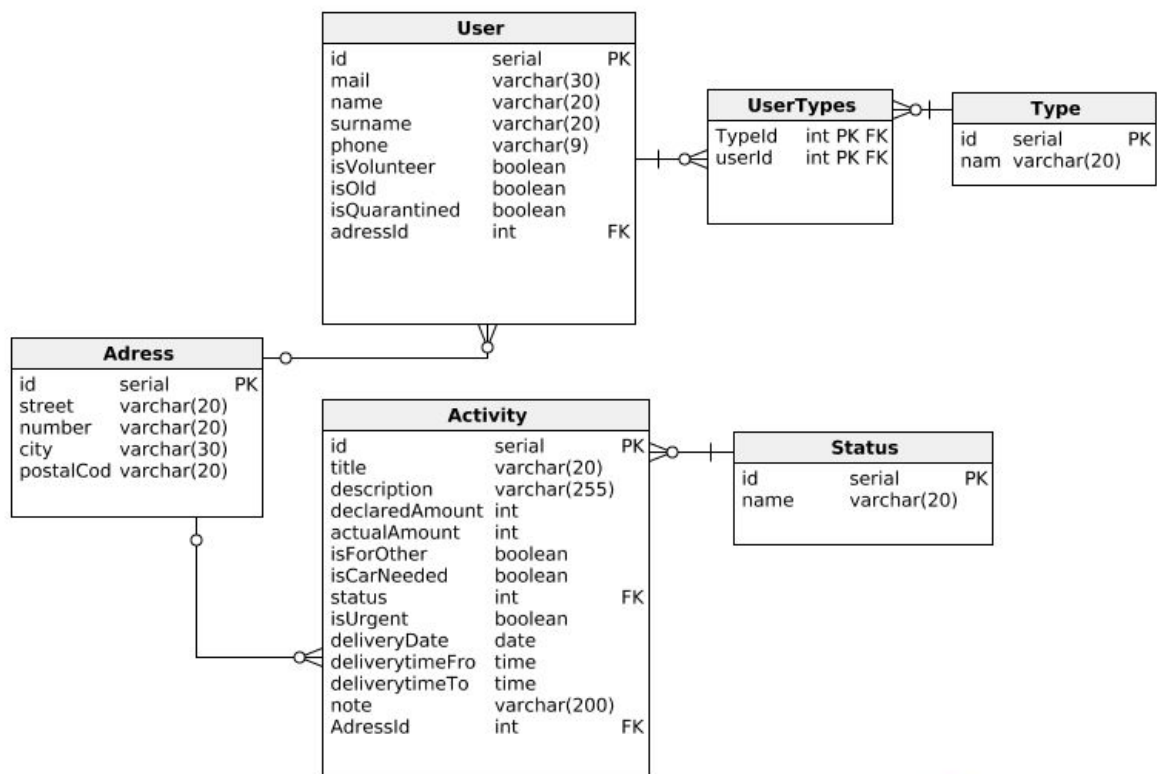 User
id serial PK
mail varchar(30)
name varchar(20)
surname varchar(20)
phone varchar(9)
isVolunteer boolean
isOld boolean
isQuarantined boolean
adressId int FK
UserTypes
TypeId int PK FK
userId int PK FK
Type
id serial PK
nam varchar(20)
Adress
id serial PK
street varchar(20)
number varchar(20)
city varchar(30)
postalCod varchar(20)
Activity
id serial PK
title varchar(20)
description varchar(255)
declaredAmount int
actualAmount int
isForOther boolean
isCarNeeded boolean
status int FK
isUrgent boolean
deliveryDate date
deliverytimeFro time
deliverytimeTo time
note varchar(200)
AdressId int FK
Status
id serial PK
name varchar(20)